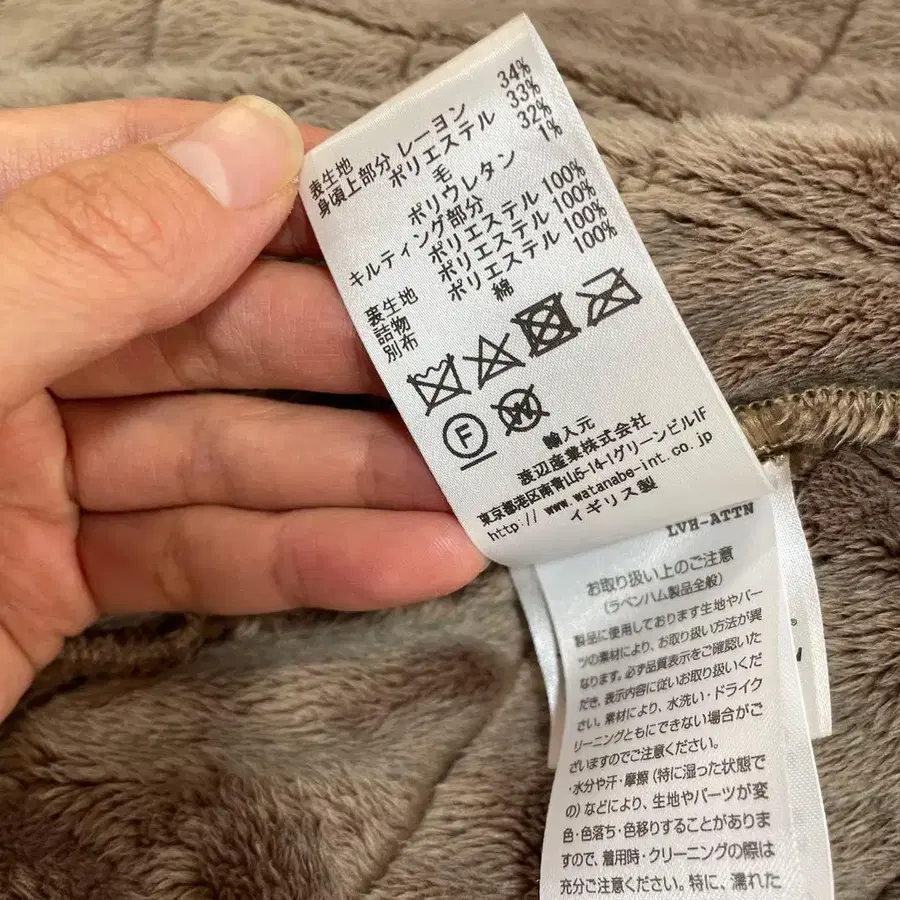 表生地
身頃上部分 レーヨン 34%
ポリエステル 33%
毛 32%
ポリウレタン 1%
キルティング部分
表生地 ポリエステル 100%
詰物 ポリエステル 100%
別布 ポリエステル 100%
綿 100%
F
W
輸入元
渡辺産業株式会社
東京都港区南青山5-14-1グリーンビル1F
http://www.watanabe-int.co.jp
イギリス製
LVH-ATTN
お取り扱い上のご注意
(ラベンハム製品全般)
製品に使用しております生地やパー
ツの素材により、お取り扱い方法が異
なります。必ず品質表示をご確認いた
だき、表示内容に従いお取り扱いくだ
さい。素材により、水洗い・ドライク
リーニングともにできない場合がご
ざいますのでご注意ください。
・水分や汗・摩擦(特に湿った状態で
の)などにより、生地やパーツが変
色・色落ち・色移りすることがありま
すので、着用時・クリーニングの際は
充分ご注意ください。特に、濡れた